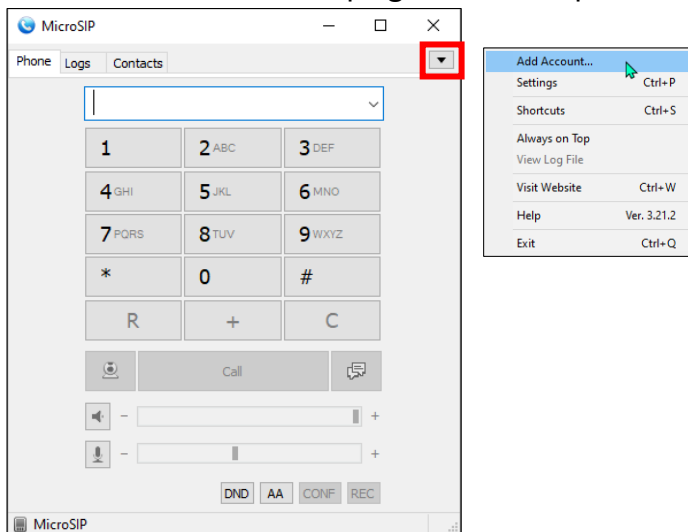 MicroSIP
Phone Logs Contacts
1 2 ABC 3 DEF
4 GHI 5 JKL 6 MNO
7 PQRS 8 TUV 9 WXYZ
* 0 #
R + C
Call
- +
- +
DND AA CONF REC
MicroSIP
Add Account...
Settings Ctrl+P
Shortcuts Ctrl+S
Always on Top
View Log File
Visit Website Ctrl+W
Help Ver. 3.21.2
Exit Ctrl+Q